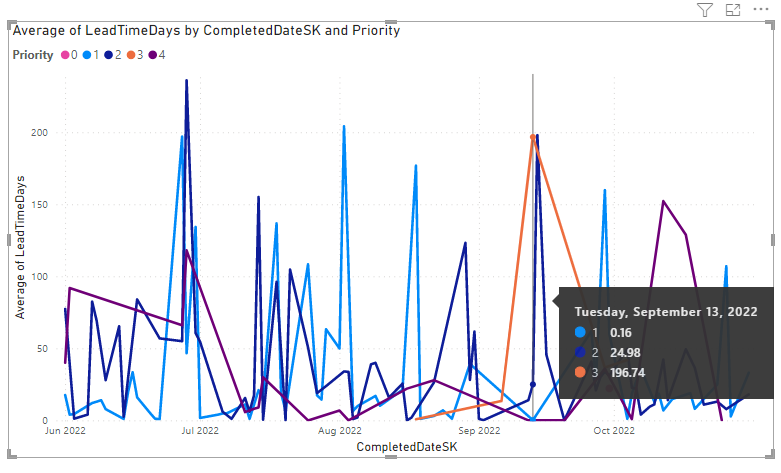 Average of LeadTimeDays by CompletedDateSK and Priority
Priority 0 1 2 3 4
Average of LeadTimeDays
200
150
100
50
0
Tuesday, September 13, 2022
1 0.16
2 24.98
3 196.74
Jun 2022 Jul 2022 Aug 2022 Sep 2022 Oct 2022
CompletedDateSK